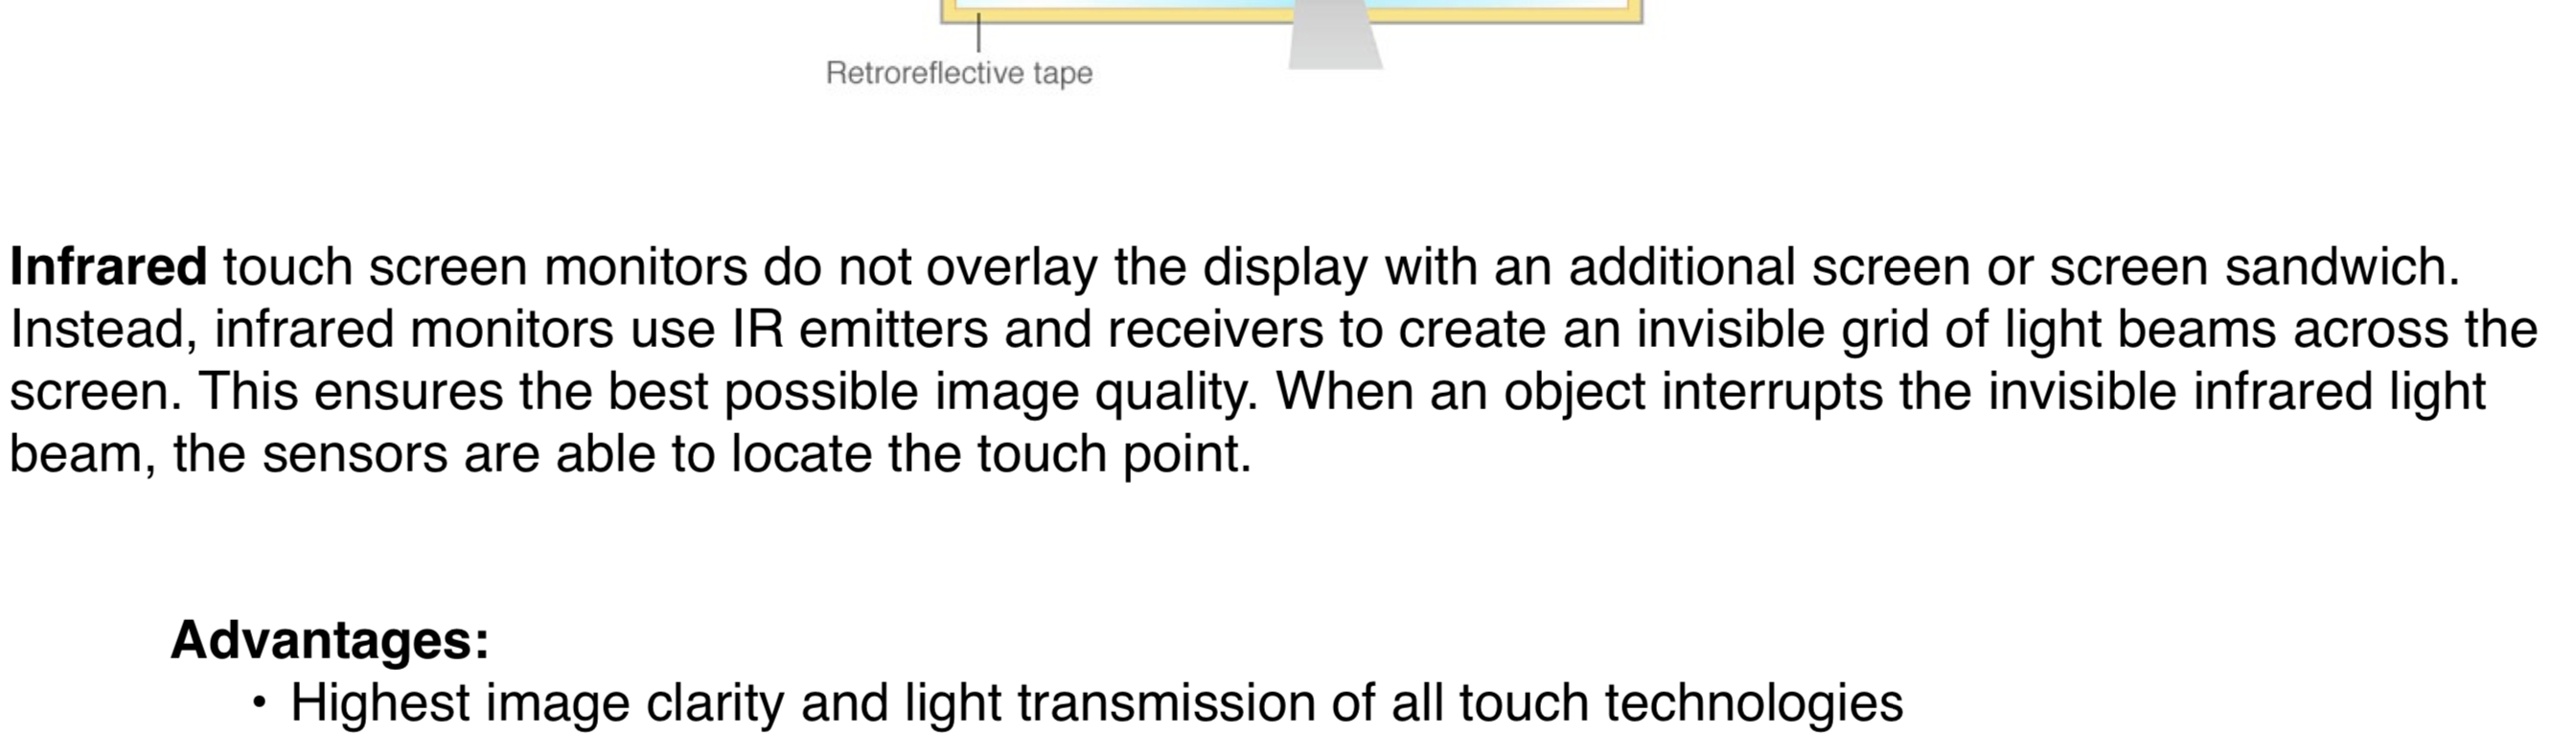 Retroreflective tape
Infrared touch screen monitors do not overlay the display with an additional screen or screen sandwich.
Instead, infrared monitors use IR emitters and receivers to create an invisible grid of light beams across the
screen. This ensures the best possible image quality. When an object interrupts the invisible infrared light
beam, the sensors are able to locate the touch point.
Advantages:
• Highest image clarity and light transmission of all touch technologies